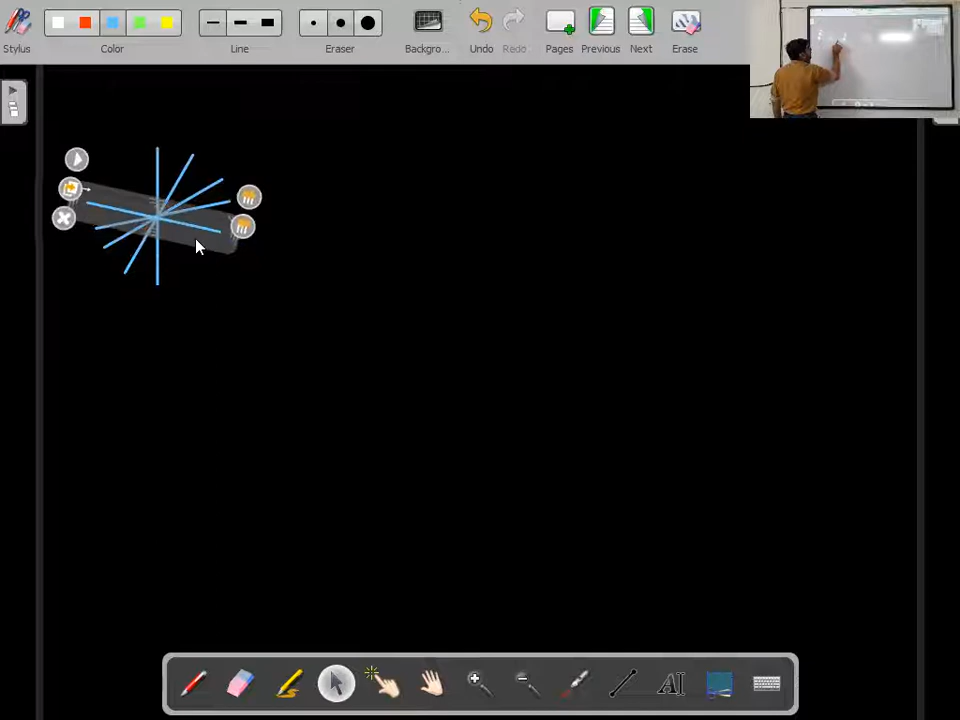 Stylus
Color
Line
Eraser
Backgro...
Undo
Redo
Pages
Previous
Next
Erase